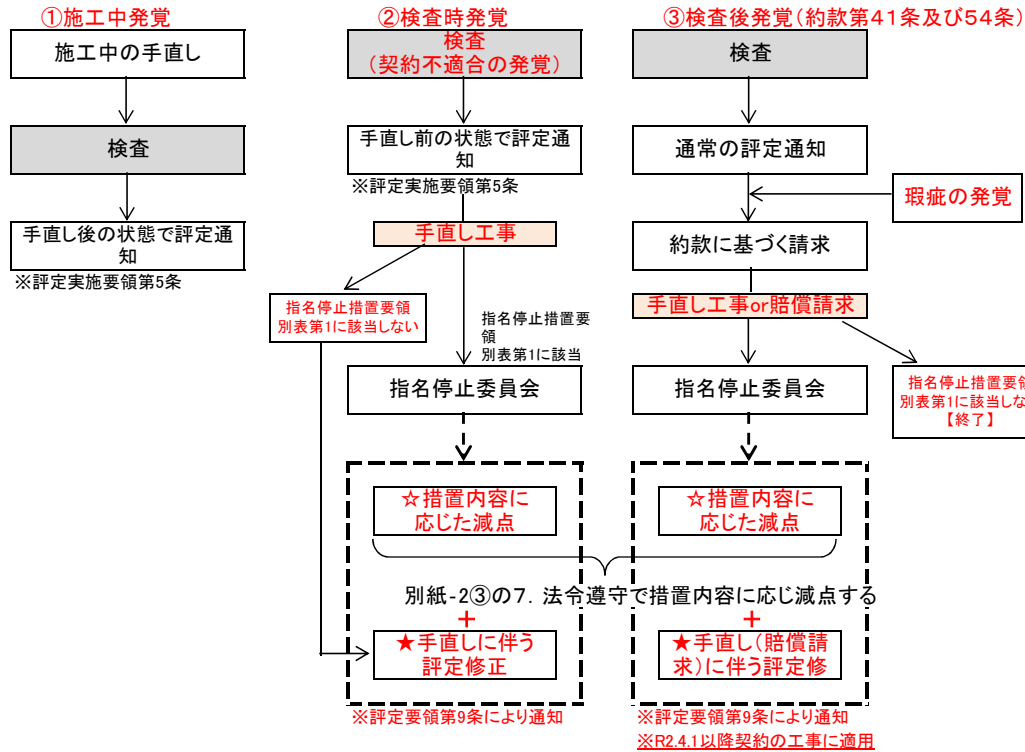 ①施工中発覚
施工中の手直し
検査
手直し後の状態で評定通
知
※評定実施要領第5条
②検査時発覚
検査
（契約不適合の発覚）
手直し前の状態で評定通
知
※評定実施要領第5条
手直し工事
指名停止措置要領
別表第1に該当しない
指名停止措置要
領
別表第1に該当
指名停止委員会
☆措置内容に
応じた減点
③検査後発覚（約款第41条及び54条）
検査
通常の評定通知
瑕疵の発覚
約款に基づく請求
手直し工事or賠償請求
指名停止委員会
指名停止措置要領
別表第1に該当しな
【終了】
☆措置内容に
応じた減点
別紙-2③の7．法令遵守で措置内容に応じ減点する
＋
★手直しに伴う
評定修正
※評定要領第9条により通知
＋
★手直し（賠償請
求）に伴う評定修
※評定要領第9条により通知
※R2.4.1以降契約の工事に適用